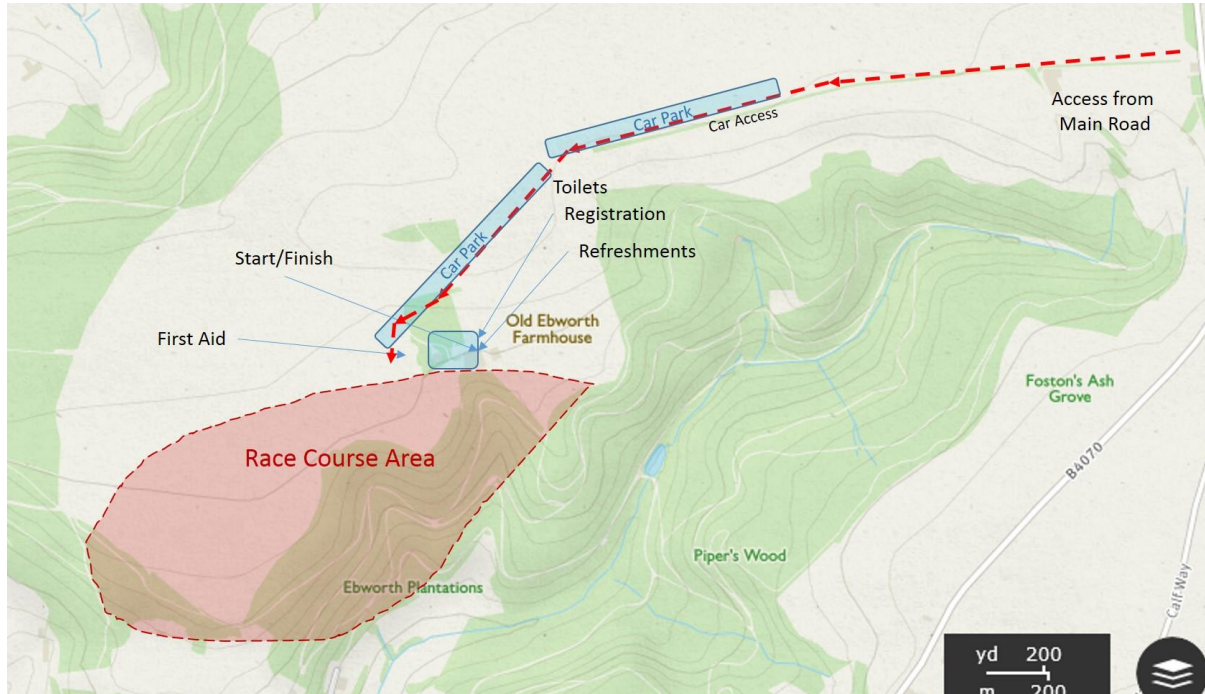 Access from
Main Road
Car Park
Car Access
Toilets
Registration
Refreshments
Start/Finish
Car Park
First Aid
Old Ebworth
Farmhouse
Foston's Ash
Grove
Race Course Area
B4070
Piper's Wood
Ebworth Plantations
Calf Way
yd 200
m 200